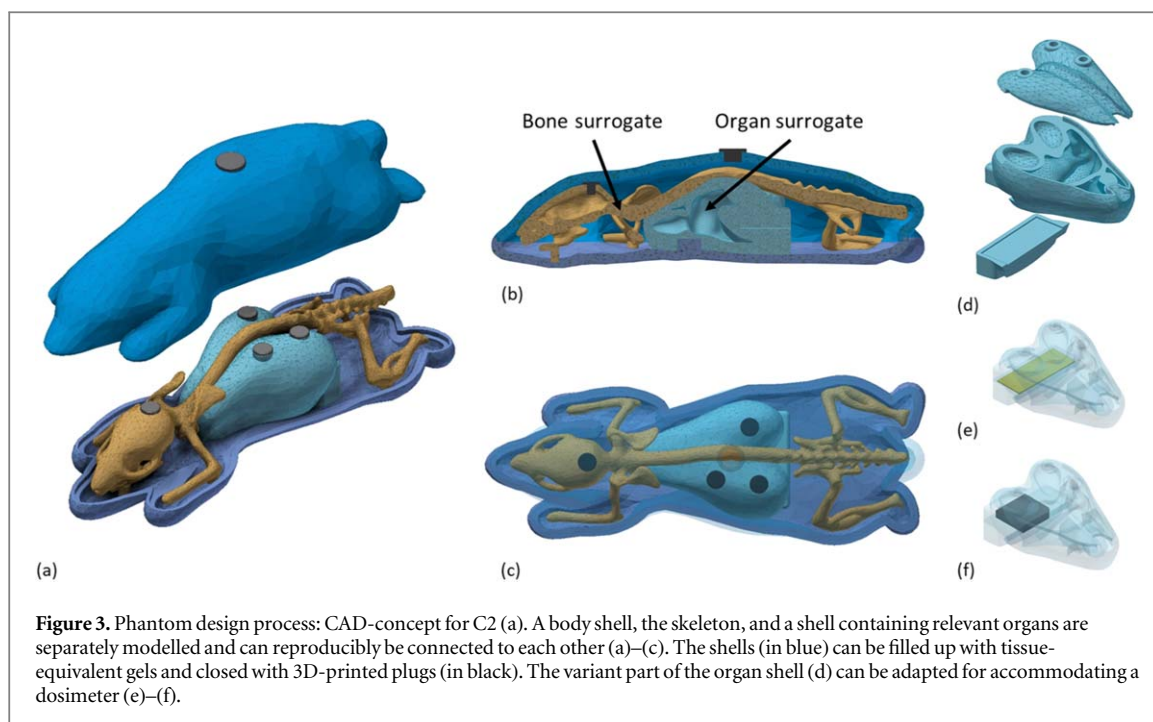 Bone surrogate
Organ surrogate
(a)
(b)
(c)
(d)
(e)
(f)
Figure 3. Phantom design process: CAD-concept for C2 (a). A body shell, the skeleton, and a shell containing relevant organs are
separately modelled and can reproducibly be connected to each other (a)–(c). The shells (in blue) can be filled up with tissue-
equivalent gels and closed with 3D-printed plugs (in black). The variant part of the organ shell (d) can be adapted for accommodating a
dosimeter (e)–(f).